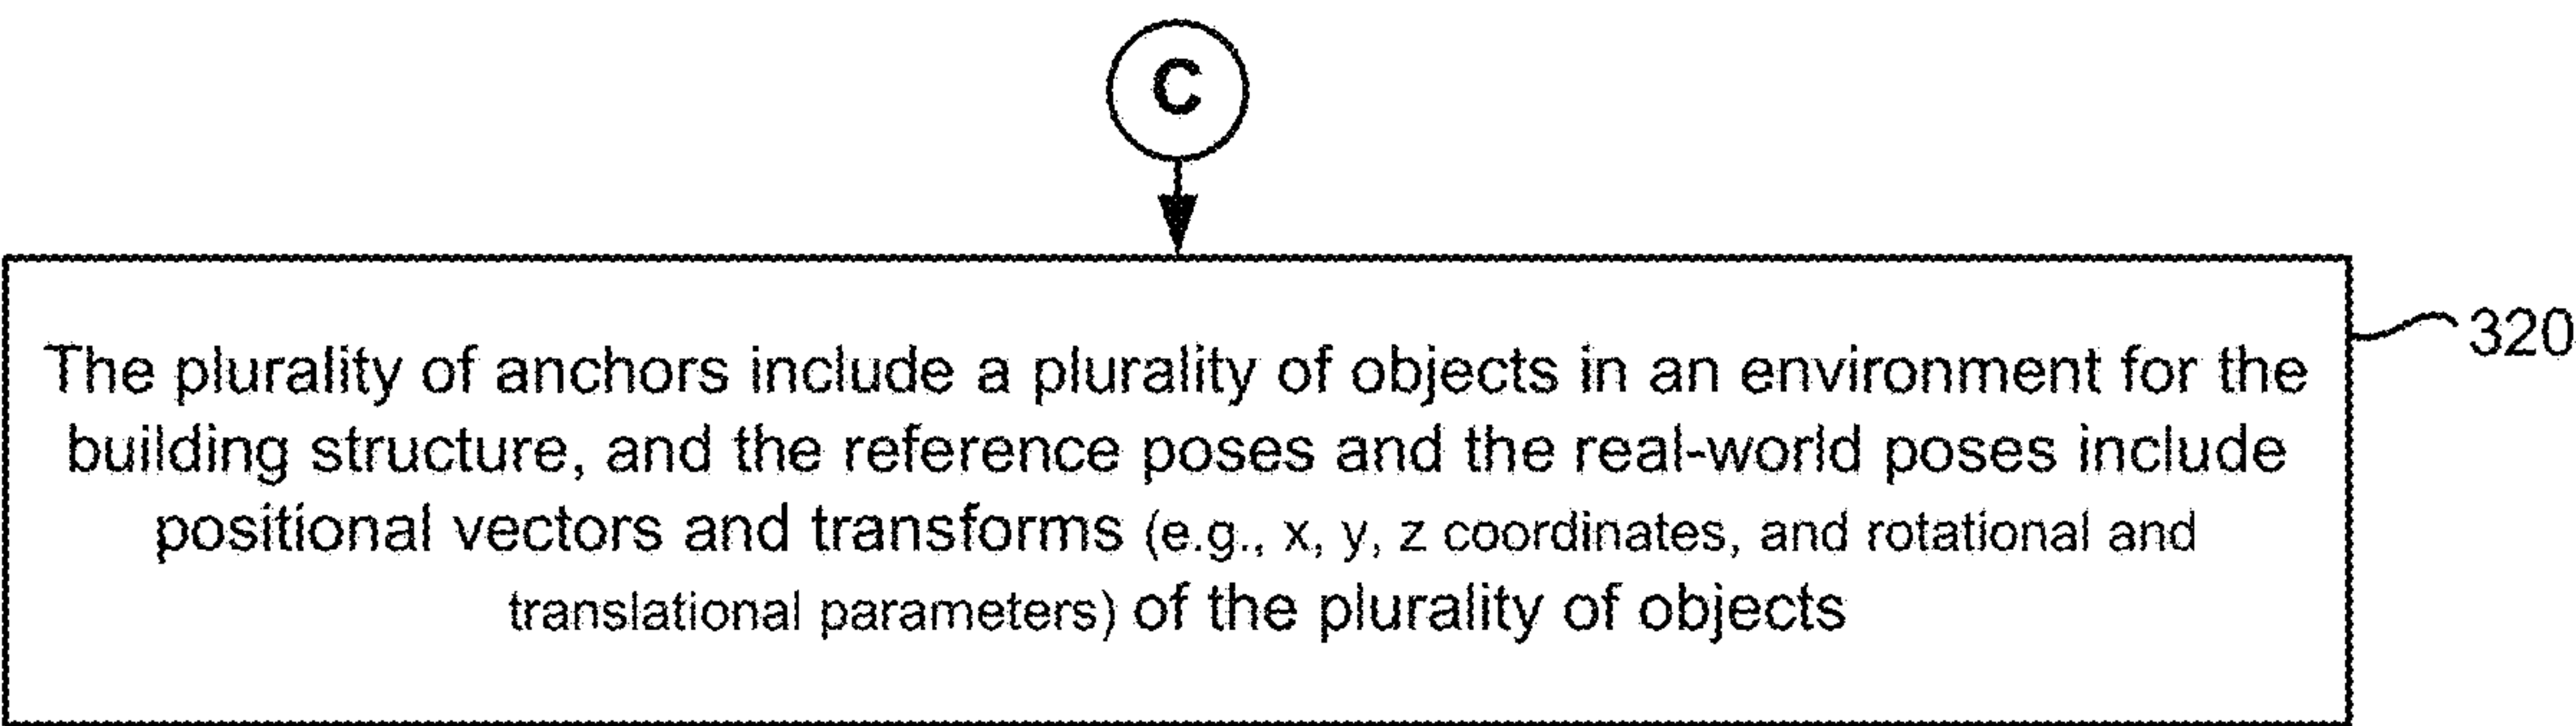 C
320
The plurality of anchors include a plurality of objects in an environment for the
building structure, and the reference poses and the real-world poses include
positional vectors and transforms (e.g., x, y, z coordinates, and rotational and
translational parameters) of the plurality of objects